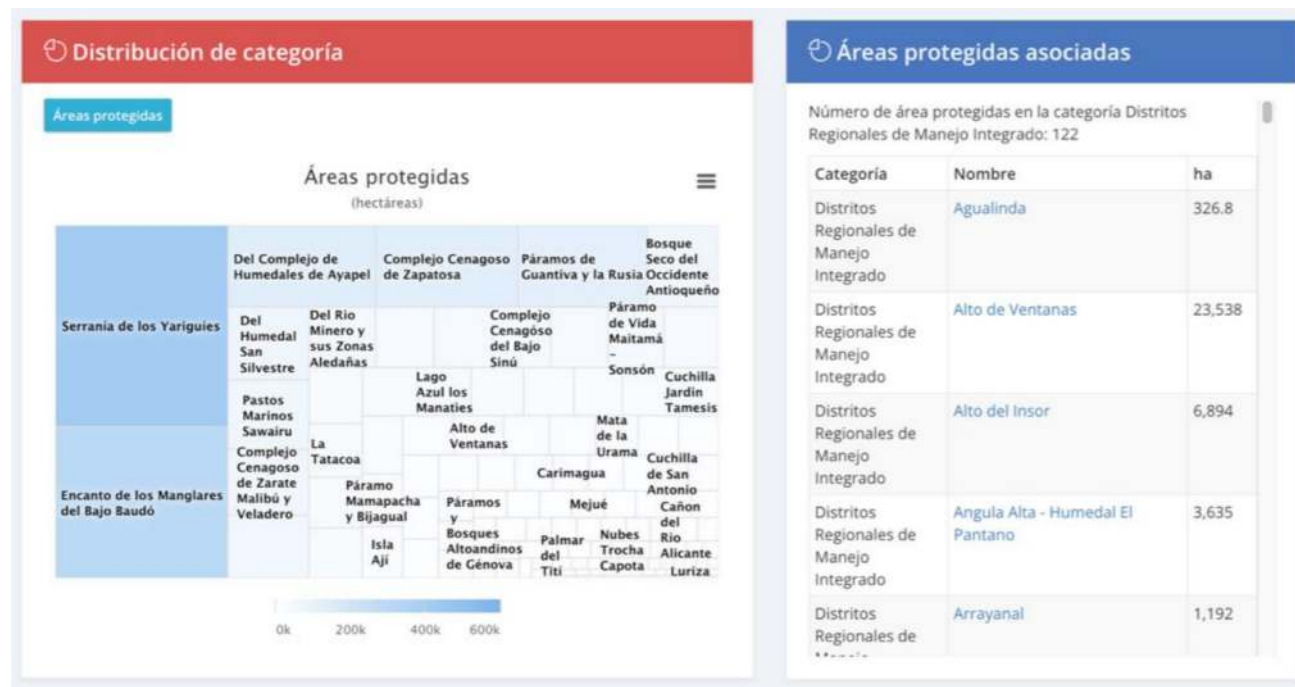 Distribución de categoría
Áreas protegidas
Áreas protegidas
(hectáreas)
Serranía de los Yariguíes
Encanto de los Manglares
del Bajo Baudó
Del Complejo de
Humedales de Ayapel
Complejo Cenagoso
de Zapatosa
Páramos de
Guantiva y la Rusia
Bosque
Seco del
Occidente
Antioqueño
Del
Humedal
San
Silvestre
Del Rio
Minero y
sus Zonas
Aledañas
Complejo
Cenagóso
del Bajo
Sinú
Páramo
de Vida
Maitamá
–
Sonsón
Pastos
Marinos
Sawairu
Lago
Azul los
Manaties
Cuchilla
Jardin
Tamesis
Complejo
Cenagoso
de Zarate
Malibú y
Veladero
La
Tatacoa
Alto de
Ventanas
Mata
de la
Urama
Carimagua
Cuchilla
de San
Antonio
Páramo
Mamapacha
y Bijagual
Páramos
y
Bosques
Altoandinos
de Génova
Mejué
Cañon
del
Rio
Alicante
Isla
Ají
Palmar
del
Titi
Nubes
Trocha
Capota
Luriza
0k 200k 400k 600k
Áreas protegidas asociadas
Número de área protegidas en la categoría Distritos
Regionales de Manejo Integrado: 122
Categoría Nombre ha
Distritos Agualinda 326.8
Regionales de
Manejo
Integrado
Distritos Alto de Ventanas 23,538
Regionales de
Manejo
Integrado
Distritos Alto del Insor 6,894
Regionales de
Manejo
Integrado
Distritos Angula Alta - Humedal El 3,635
Regionales de Pantano
Manejo
Integrado
Distritos Arrayanal 1,192
Regionales de